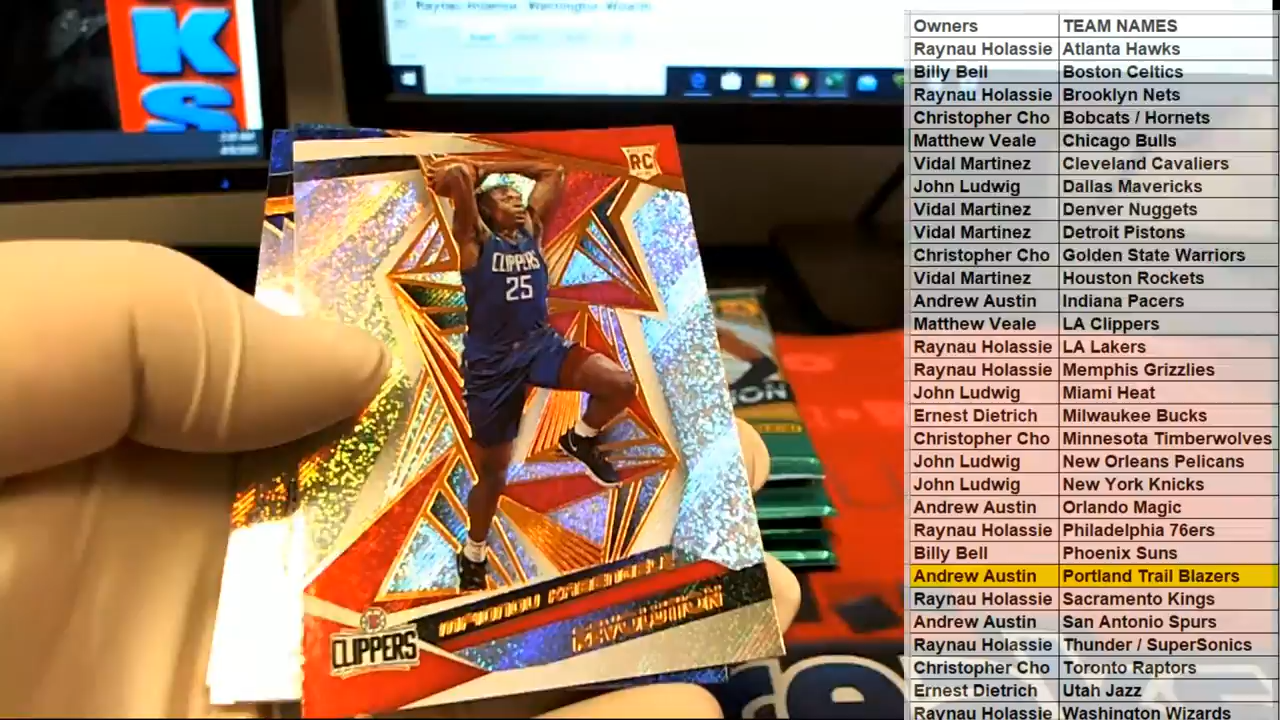 Raynau Holassie Washington Wizards
KS
RC
CLIPPERS
25
CLIPPERS
REVOLUTION
Owners TEAM NAMES
Raynau Holassie Atlanta Hawks
Billy Bell Boston Celtics
Raynau Holassie Brooklyn Nets
Christopher Cho Bobcats / Hornets
Matthew Veale Chicago Bulls
Vidal Martinez Cleveland Cavaliers
John Ludwig Dallas Mavericks
Vidal Martinez Denver Nuggets
Vidal Martinez Detroit Pistons
Christopher Cho Golden State Warriors
Vidal Martinez Houston Rockets
Andrew Austin Indiana Pacers
Matthew Veale LA Clippers
Raynau Holassie LA Lakers
Raynau Holassie Memphis Grizzlies
John Ludwig Miami Heat
Ernest Dietrich Milwaukee Bucks
Christopher Cho Minnesota Timberwolves
John Ludwig New Orleans Pelicans
John Ludwig New York Knicks
Andrew Austin Orlando Magic
Raynau Holassie Philadelphia 76ers
Billy Bell Phoenix Suns
Andrew Austin Portland Trail Blazers
Raynau Holassie Sacramento Kings
Andrew Austin San Antonio Spurs
Raynau Holassie Thunder / SuperSonics
Christopher Cho Toronto Raptors
Ernest Dietrich Utah Jazz
Raynau Holassie Washington Wizards